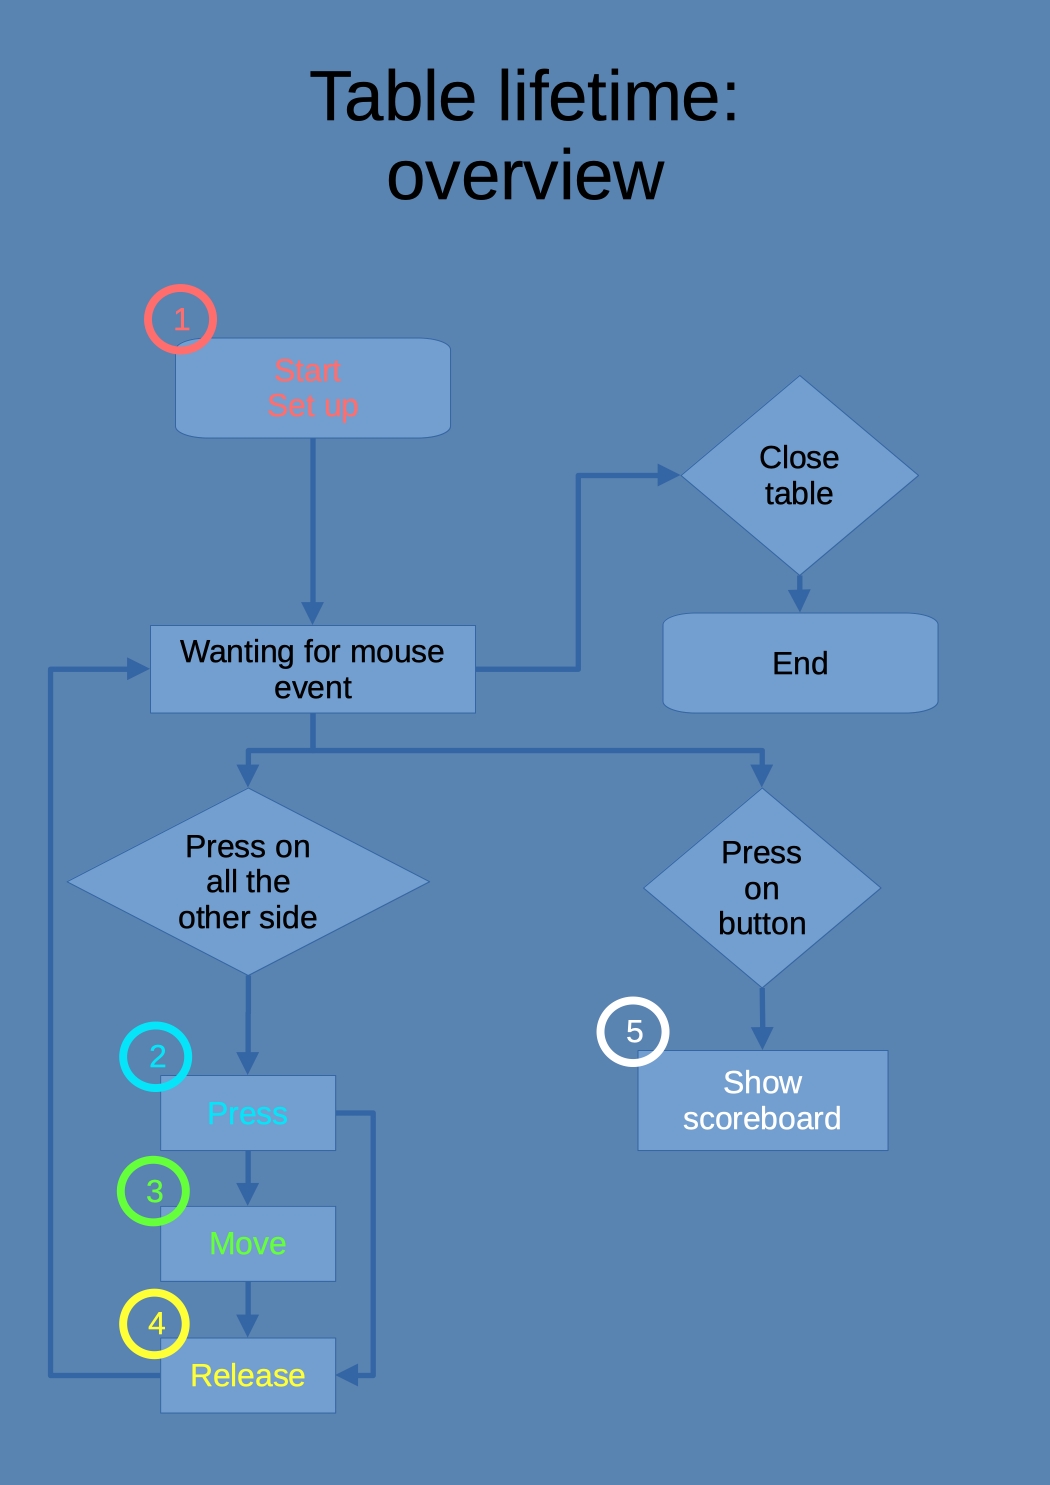 Table lifetime:
overview
1
Start
Set up
Close
table
Wanting for mouse
event
End
Press on
all the
other side
Press
on
button
2
Press
5
Show
scoreboard
3
Move
4
Release